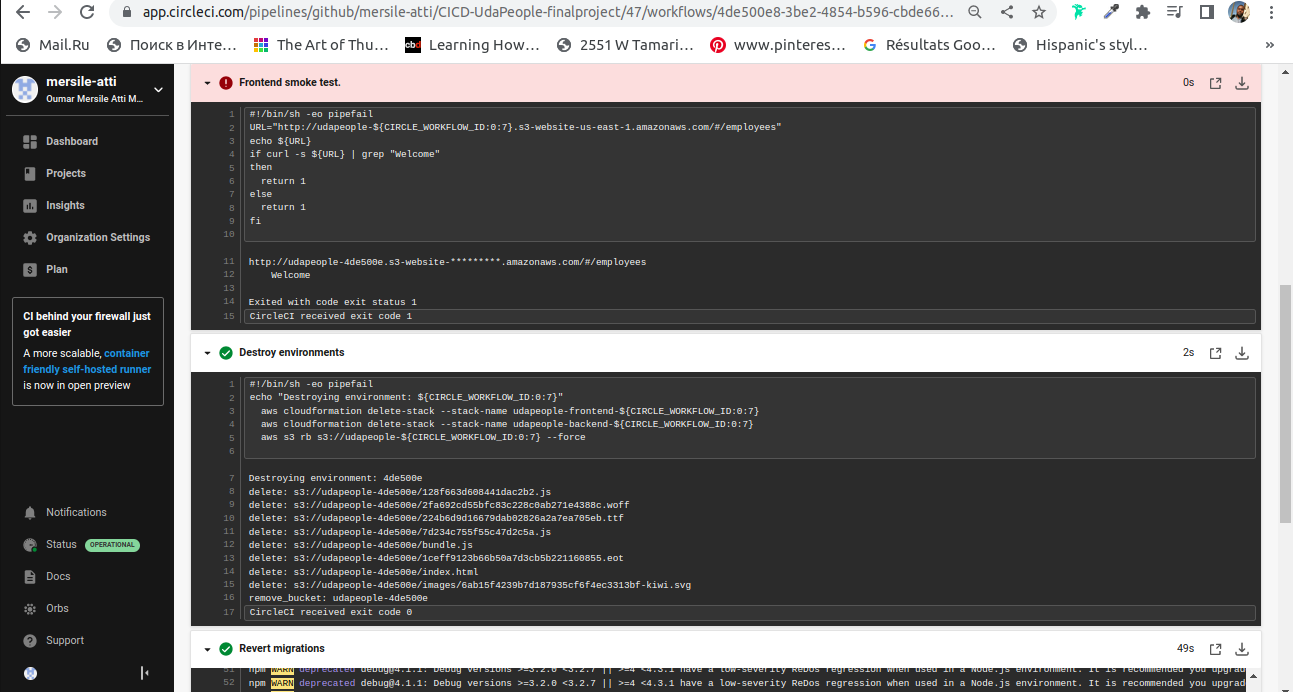 app.circleci.com/pipelines/github/mersile-atti/CICD-UdaPeople-finalproject/47/workflows/4de500e8-3be2-4854-b596-cbde66...
Mail.Ru
Поиск в Инте...
The Art of Thu...
Learning How...
2551 W Tamari...
www.pinteres...
Résultats Goo...
Hispanic's styl...
»
mersile-atti
Oumar Mersile Atti M...
Dashboard
Projects
Insights
Organization Settings
Plan
CI behind your firewall just
got easier
A more scalable, container
friendly self-hosted runner
is now in open preview
Notifications
Status OPERATIONAL
Docs
Orbs
Support
Frontend smoke test. 0s
1 #!/bin/sh -eo pipefail
2 URL="http://udapeople-${CIRCLE_WORKFLOW_ID:0:7}.s3-website-us-east-1.amazonaws.com/#/employees"
3 echo ${URL}
4 if curl -s ${URL} | grep "Welcome"
5 then
6 return 1
7 else
8 return 1
9 fi
10
11 http://udapeople-4de500e.s3-website-*********.amazonaws.com/#/employees
12 Welcome
13
14 Exited with code exit status 1
15 CircleCI received exit code 1
Destroy environments 2s
1 #!/bin/sh -eo pipefail
2 echo "Destroying environment: ${CIRCLE_WORKFLOW_ID:0:7}"
3 aws cloudformation delete-stack --stack-name udapeople-frontend-${CIRCLE_WORKFLOW_ID:0:7}
4 aws cloudformation delete-stack --stack-name udapeople-backend-${CIRCLE_WORKFLOW_ID:0:7}
5 aws s3 rb s3://udapeople-${CIRCLE_WORKFLOW_ID:0:7} --force
6
7 Destroying environment: 4de500e
8 delete: s3://udapeople-4de500e/128f663d608441dac2b2.js
9 delete: s3://udapeople-4de500e/2fa692cd55bfc83c228c0ab271e4388c.woff
10 delete: s3://udapeople-4de500e/224b6d9d16679dab02826a2a7ea705eb.ttf
11 delete: s3://udapeople-4de500e/7d234c755f55c47d2c5a.js
12 delete: s3://udapeople-4de500e/bundle.js
13 delete: s3://udapeople-4de500e/1ceff9123b66b50a7d3cb5b221160855.eot
14 delete: s3://udapeople-4de500e/index.html
15 delete: s3://udapeople-4de500e/images/6ab15f4239b7d187935cf6f4ec3313bf-kiwi.svg
16 remove_bucket: udapeople-4de500e
17 CircleCI received exit code 0
Revert migrations 49s
51 npm WARN deprecated debug@4.1.1: Debug versions >=3.2.0 <3.2.7 || >=4 <4.3.1 have a low-severity ReDos regression when used in a Node.js environment. It is recommended you upgrad
52 npm WARN deprecated debug@4.1.1: Debug versions >=3.2.0 <3.2.7 || >=4 <4.3.1 have a low-severity ReDos regression when used in a Node.js environment. It is recommended you upgrad